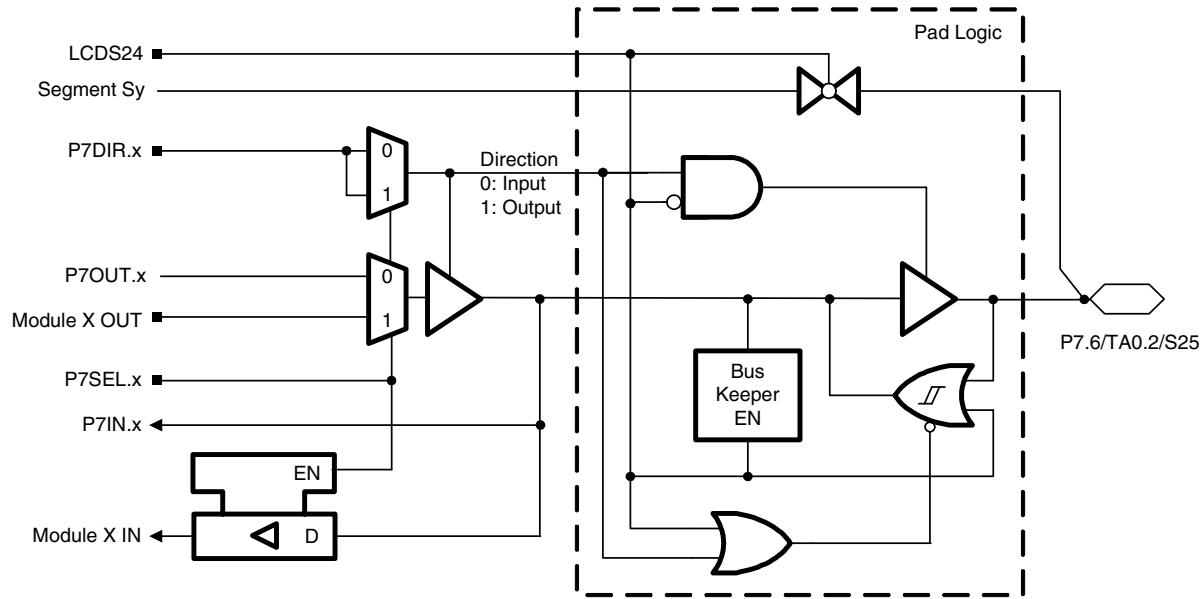 Pad Logic
LCDS24
Segment Sy
P7DIR.x
0
1
Direction
0: Input
1: Output
P7OUT.x
0
Module X OUT
1
P7SEL.x
P7IN.x
P7.6/TA0.2/S25
Bus
Keeper
EN
EN
Module X IN
D